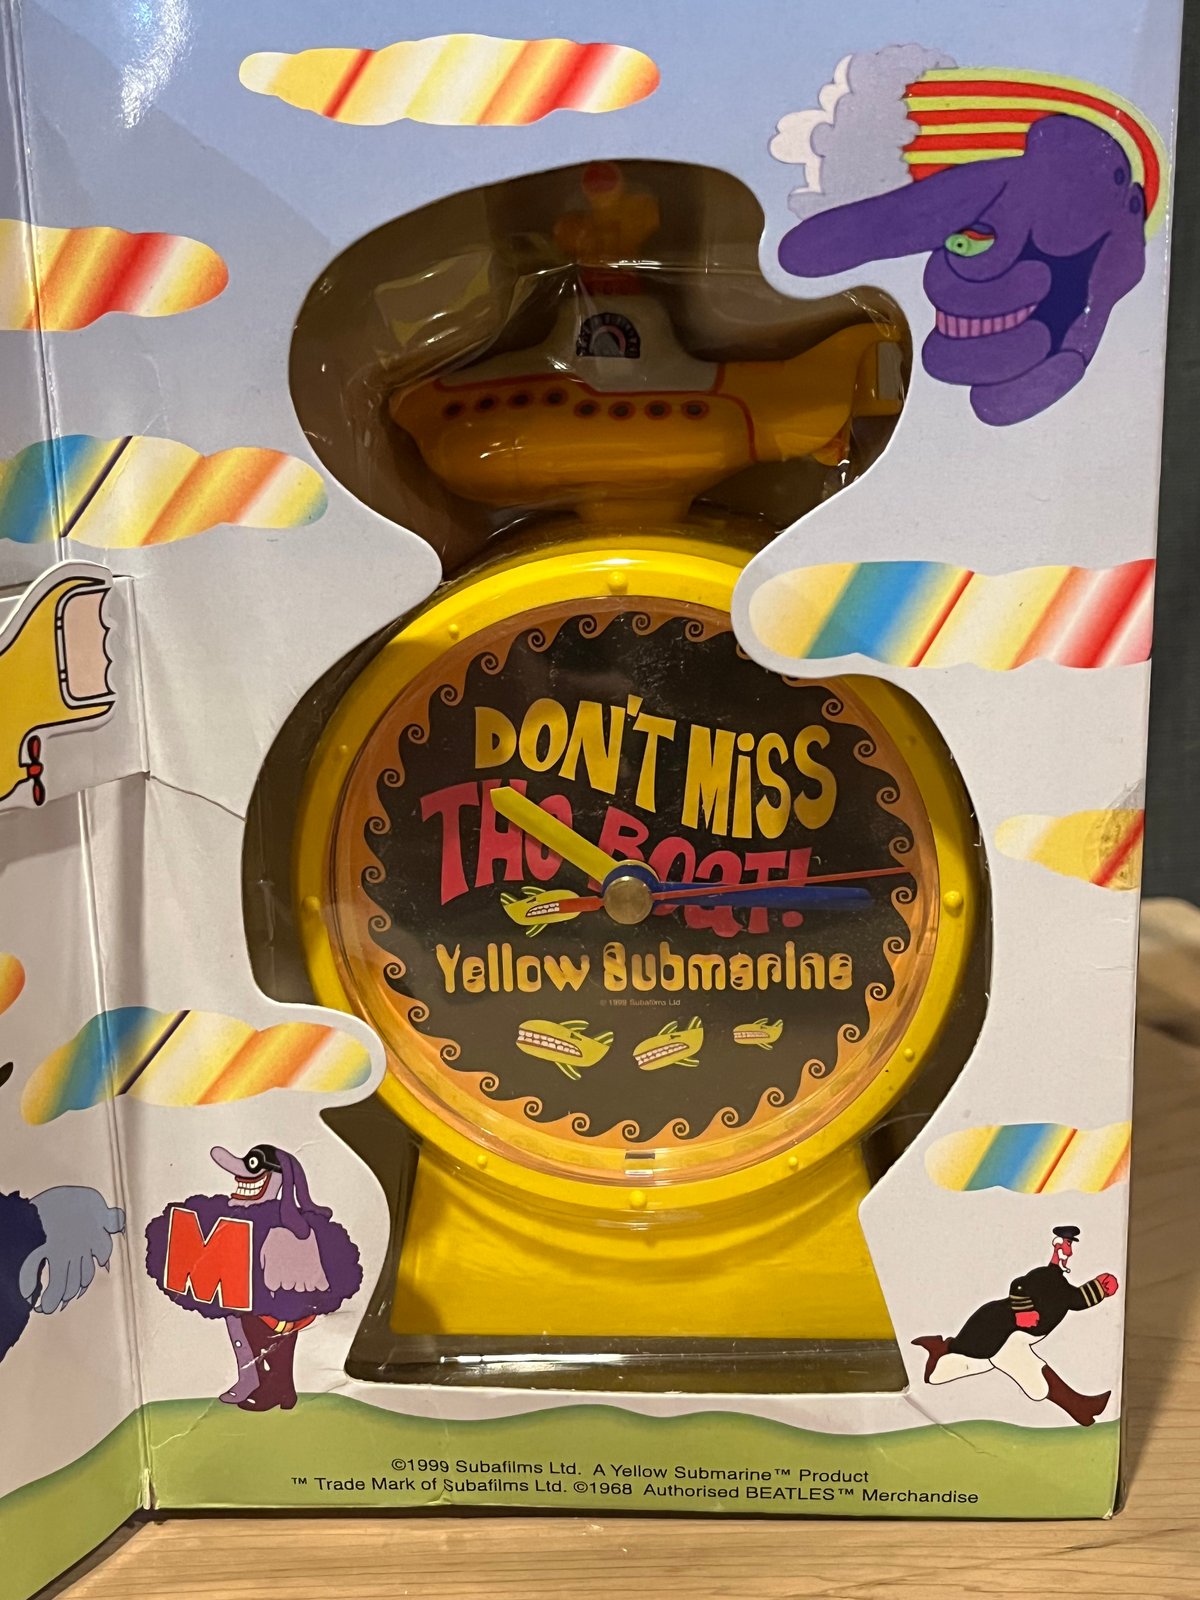 DON'T MiSS
THe BOaT!
Yellow Submarine
© 1999 Subafilms Ltd
M
©1999 Subafilms Ltd. A Yellow Submarine™ Product
™ Trade Mark of Subafilms Ltd. ©1968 Authorised BEATLES™ Merchandise